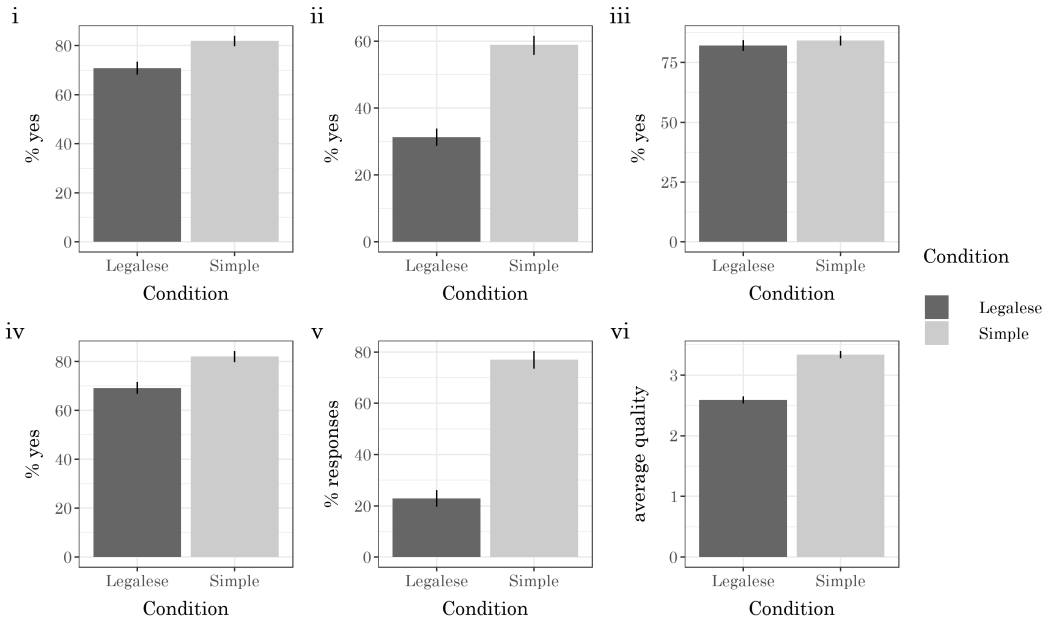 i
% yes
80
60
40
20
0
Legalese Simple
Condition
ii
% yes
60
40
20
0
Legalese Simple
Condition
iii
% yes
75
50
25
0
Legalese Simple
Condition
Condition
Legalese
Simple
iv
% yes
80
60
40
20
0
Legalese Simple
Condition
v
% responses
80
60
40
20
0
Legalese Simple
Condition
vi
average quality
3
2
1
0
Legalese Simple
Condition